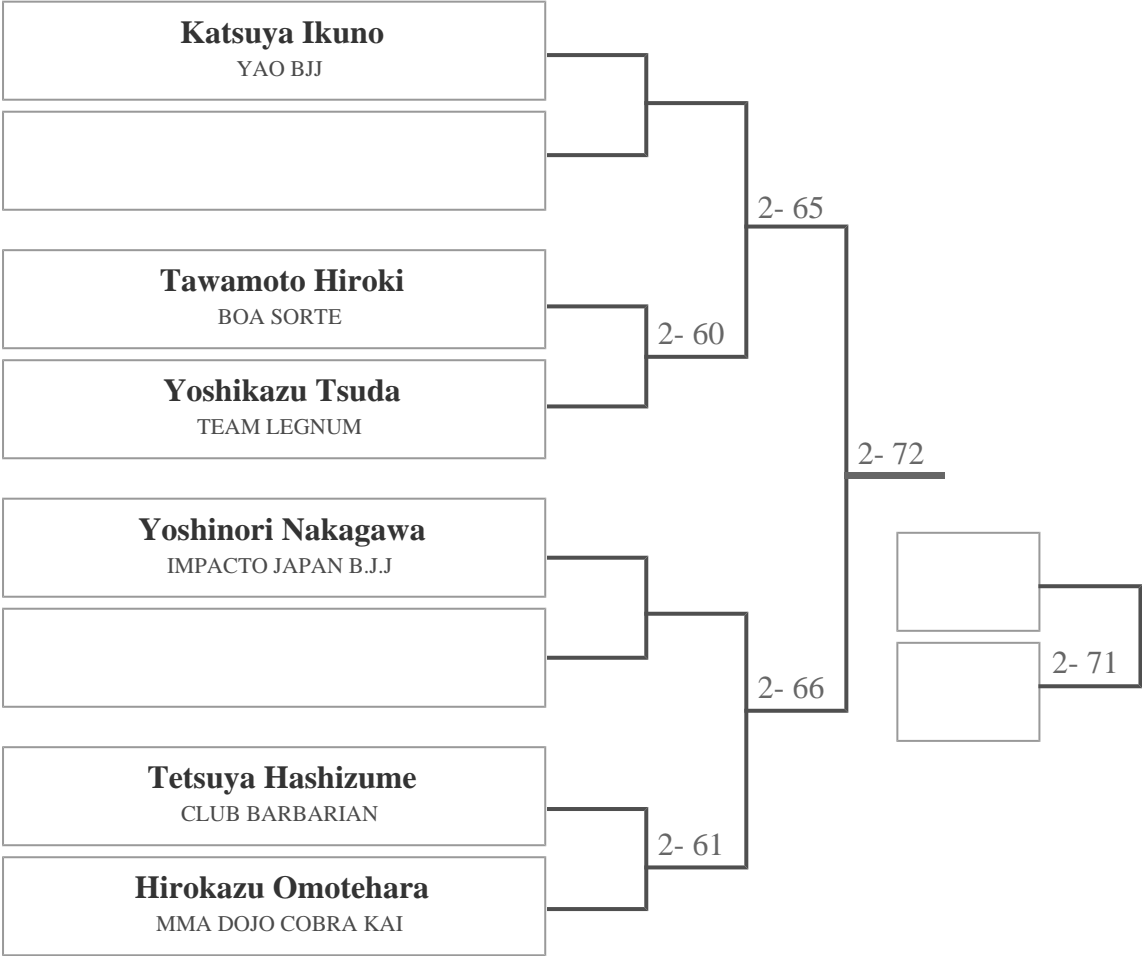 Katsuya Ikuno
YAO BJJ
2- 65
Tawamoto Hiroki
BOA SORTE
2- 60
Yoshikazu Tsuda
TEAM LEGNUM
2- 72
Yoshinori Nakagawa
IMPACTO JAPAN B.J.J
2- 71
2- 66
Tetsuya Hashizume
CLUB BARBARIAN
2- 61
Hirokazu Omotehara
MMA DOJO COBRA KAI